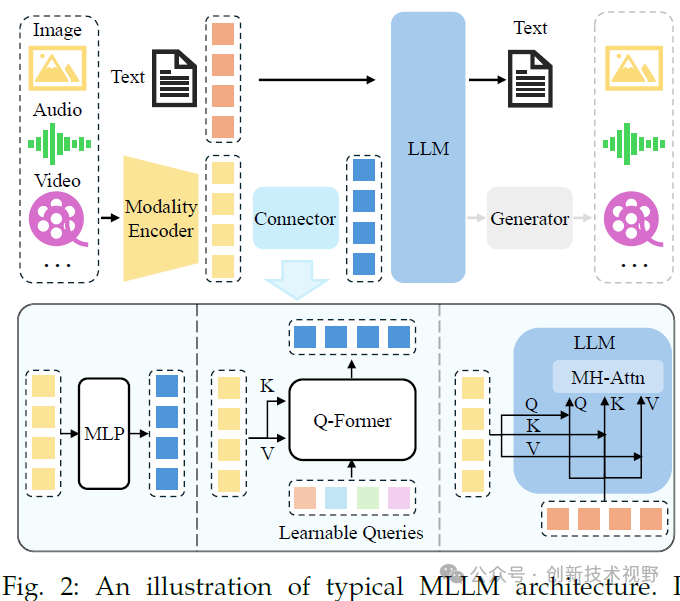 Image
Text
Text
Audio
LLM
Video
Modality
Encoder
Connector
Generator
...
...
MLP
K
V
Q-Former
Learnable Queries
LLM
MH-Attn
Q
K
V
Q
K
V
公众号 · 创新技术视野
Fig. 2: An illustration of typical MLLM architecture. I